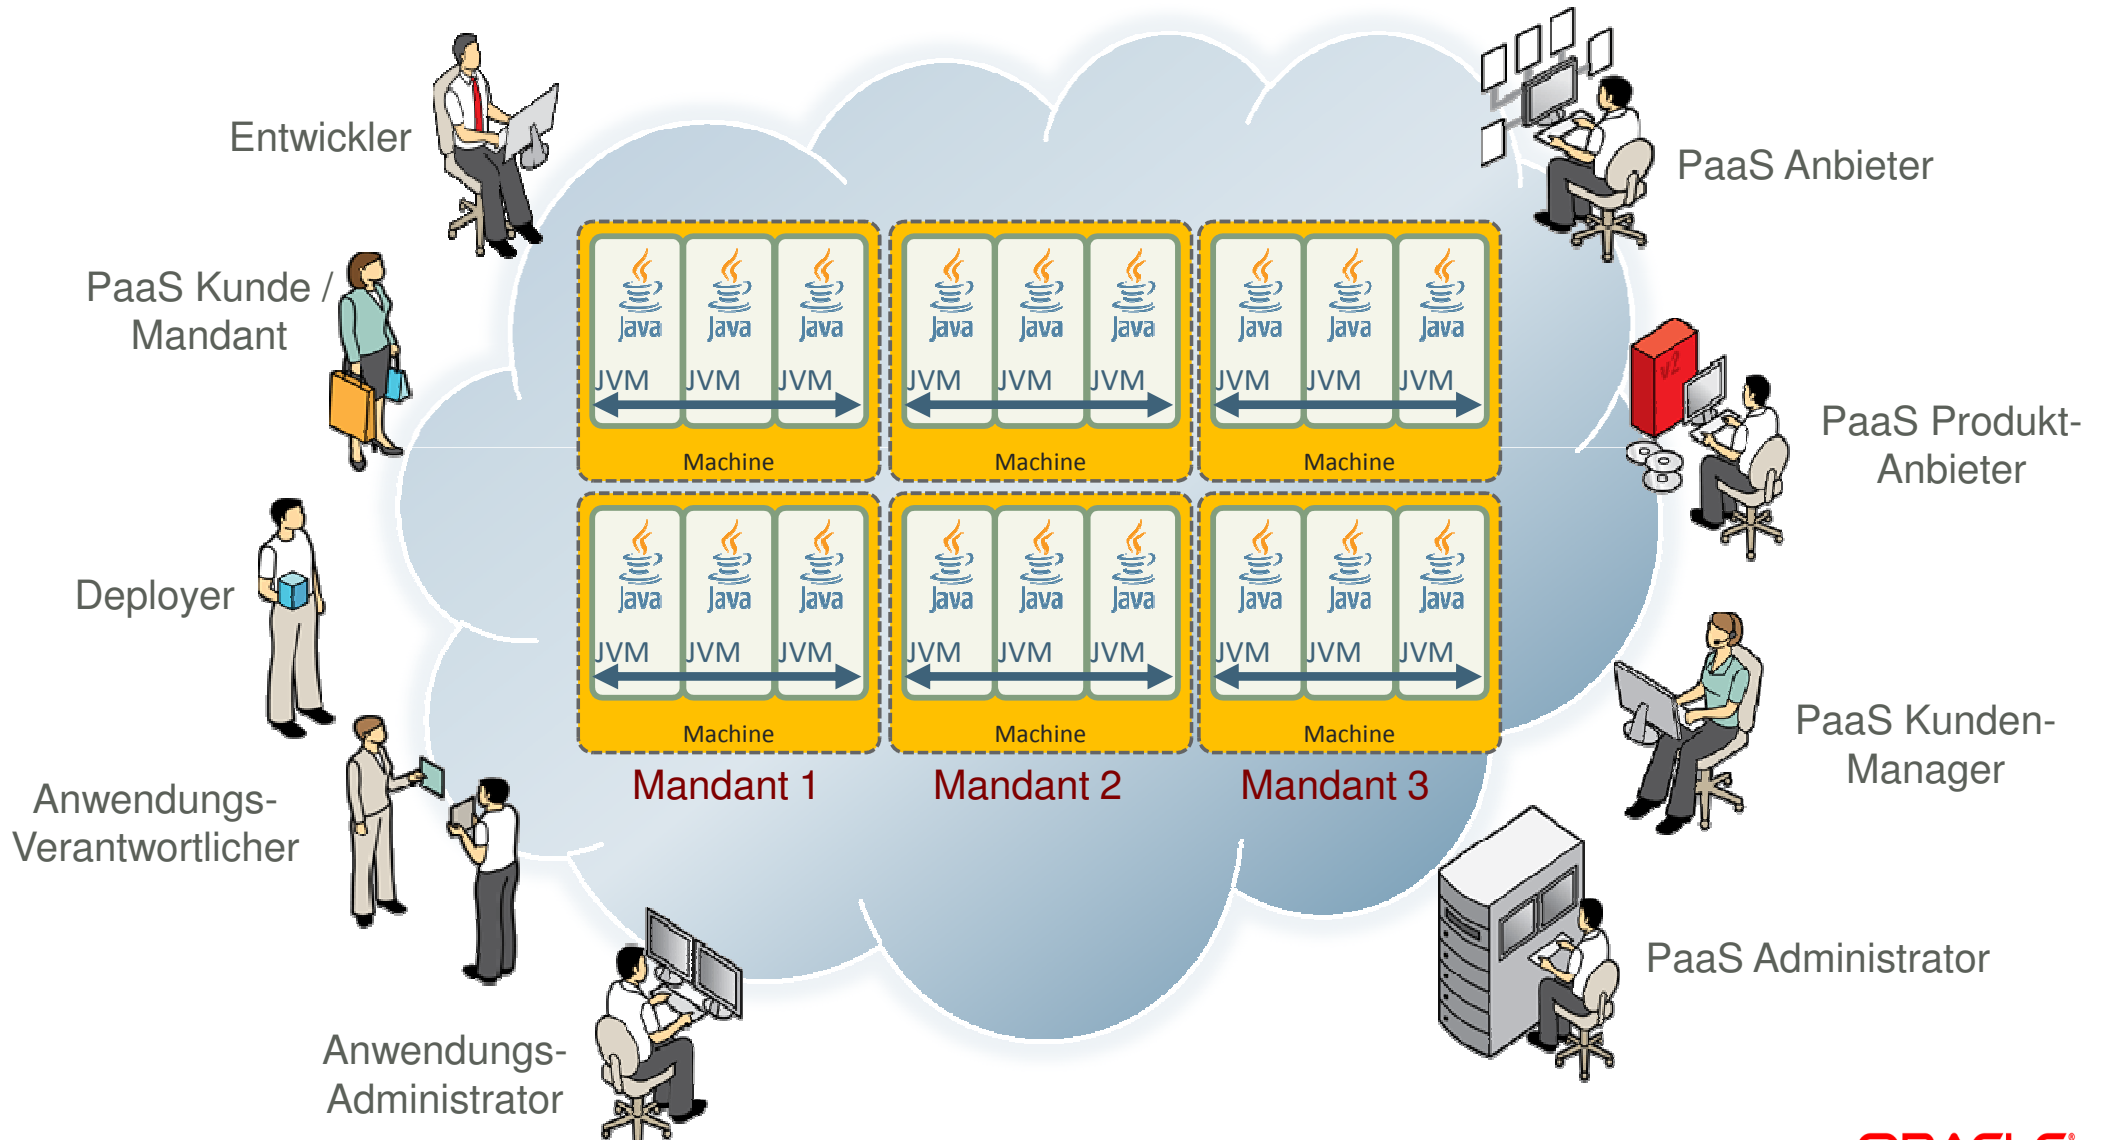 Entwickler
PaaS Anbieter
PaaS Kunde /
Mandant
PaaS Produkt-
Anbieter
v2
Deployer
PaaS Kunden-
Manager
Anwendungs-
Verantwortlicher
PaaS Administrator
Anwendungs-
Administrator
Java Java Java Java Java Java Java Java Java
JVM JVM JVM JVM JVM JVM JVM JVM JVM
Machine Machine Machine
Java Java Java Java Java Java Java Java Java
JVM JVM JVM JVM JVM JVM JVM JVM JVM
Machine Machine Machine
Mandant 1 Mandant 2 Mandant 3
ORACLE®